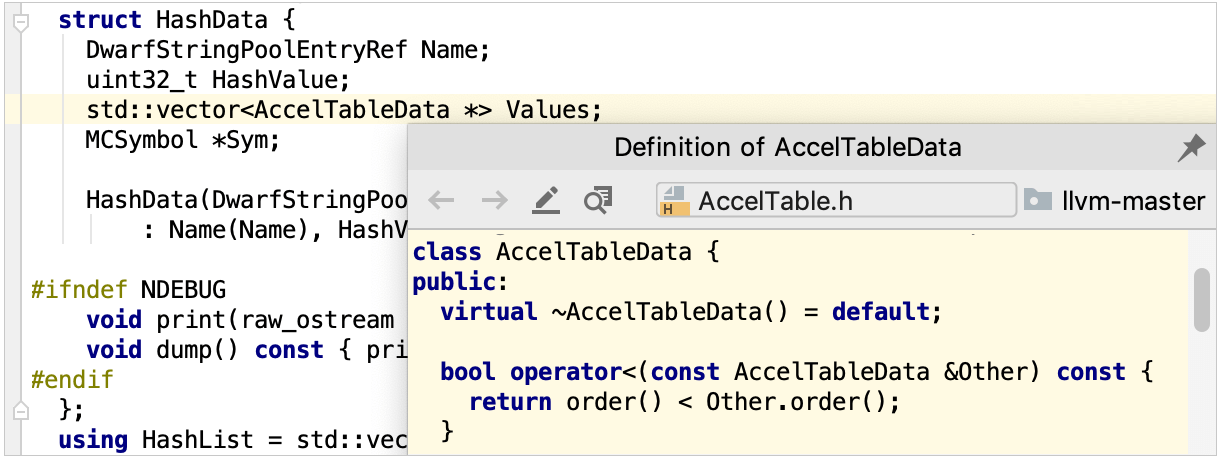 struct HashData {
DwarfStringPoolEntryRef Name;
uint32_t HashValue;
std::vector<AccelTableData *> Values;
MCSymbol *Sym;
HashData(DwarfStringPoo
: Name(Name), HashV
#ifndef NDEBUG
void print(raw_ostream
void dump() const { pri
#endif
};
using HashList = std::vec
Definition of AccelTableData
H AccelTable.h llvm-master
class AccelTableData {
public:
virtual ~AccelTableData() = default;
bool operator<(const AccelTableData &Other) const {
return order() < Other.order();
}